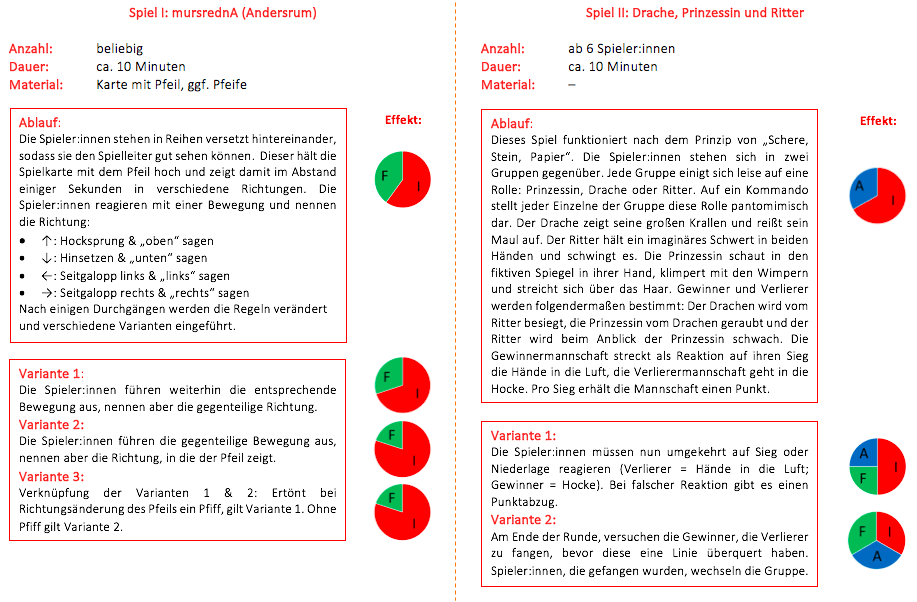 Spiel I: mursrednA (Andersrum)
Anzahl: beliebig
Dauer: ca. 10 Minuten
Material: Karte mit Pfeil, ggf. Pfeife
Ablauf:
Die Spieler:innen stehen in Reihen versetzt hintereinander,
sodass sie den Spielleiter gut sehen können. Dieser hält die
Spielkarte mit dem Pfeil hoch und zeigt damit im Abstand
einiger Sekunden in verschiedene Richtungen. Die
Spieler:innen reagieren mit einer Bewegung und nennen
die Richtung:
• ↑: Hocksprung & „oben“ sagen
• ↓: Hinsetzen & „unten“ sagen
• ←: Seitgalopp links & „links“ sagen
• →: Seitgalopp rechts & „rechts“ sagen
Nach einigen Durchgängen werden die Regeln verändert
und verschiedene Varianten eingeführt.
Effekt:
F I
Variante 1:
Die Spieler:innen führen weiterhin die entsprechende
Bewegung aus, nennen aber die gegenteilige Richtung.
Variante 2:
Die Spieler:innen führen die gegenteilige Bewegung aus,
nennen aber die Richtung, in die der Pfeil zeigt.
Variante 3:
Verknüpfung der Varianten 1 & 2: Ertönt bei
Richtungsänderung des Pfeils ein Pfiff, gilt Variante 1. Ohne
Pfiff gilt Variante 2.
F I
F I
F I
Spiel II: Drache, Prinzessin und Ritter
Anzahl: ab 6 Spieler:innen
Dauer: ca. 10 Minuten
Material: –
Ablauf:
Dieses Spiel funktioniert nach dem Prinzip von „Schere,
Stein, Papier“. Die Spieler:innen stehen sich in zwei
Gruppen gegenüber. Jede Gruppe einigt sich leise auf eine
Rolle: Prinzessin, Drache oder Ritter. Auf ein Kommando
stellt jeder Einzelne der Gruppe diese Rolle pantomimisch
dar. Der Drache zeigt seine großen Krallen und reißt sein
Maul auf. Der Ritter hält ein imaginäres Schwert in beiden
Händen und schwingt es. Die Prinzessin schaut in den
fiktiven Spiegel in ihrer Hand, klimpert mit den Wimpern
und streicht sich über das Haar. Gewinner und Verlierer
werden folgendermaßen bestimmt: Der Drachen wird vom
Ritter besiegt, die Prinzessin vom Drachen geraubt und der
Ritter wird beim Anblick der Prinzessin schwach. Die
Gewinnermannschaft streckt als Reaktion auf ihren Sieg
die Hände in die Luft, die Verlierermannschaft geht in die
Hocke. Pro Sieg erhält die Mannschaft einen Punkt.
Effekt:
A I
Variante 1:
Die Spieler:innen müssen nun umgekehrt auf Sieg oder
Niederlage reagieren (Verlierer = Hände in die Luft;
Gewinner = Hocke). Bei falscher Reaktion gibt es einen
Punktabzug.
Variante 2:
Am Ende der Runde, versuchen die Gewinner, die Verlierer
zu fangen, bevor diese eine Linie überquert haben.
Spieler:innen, die gefangen wurden, wechseln die Gruppe.
A I
F
F I
A